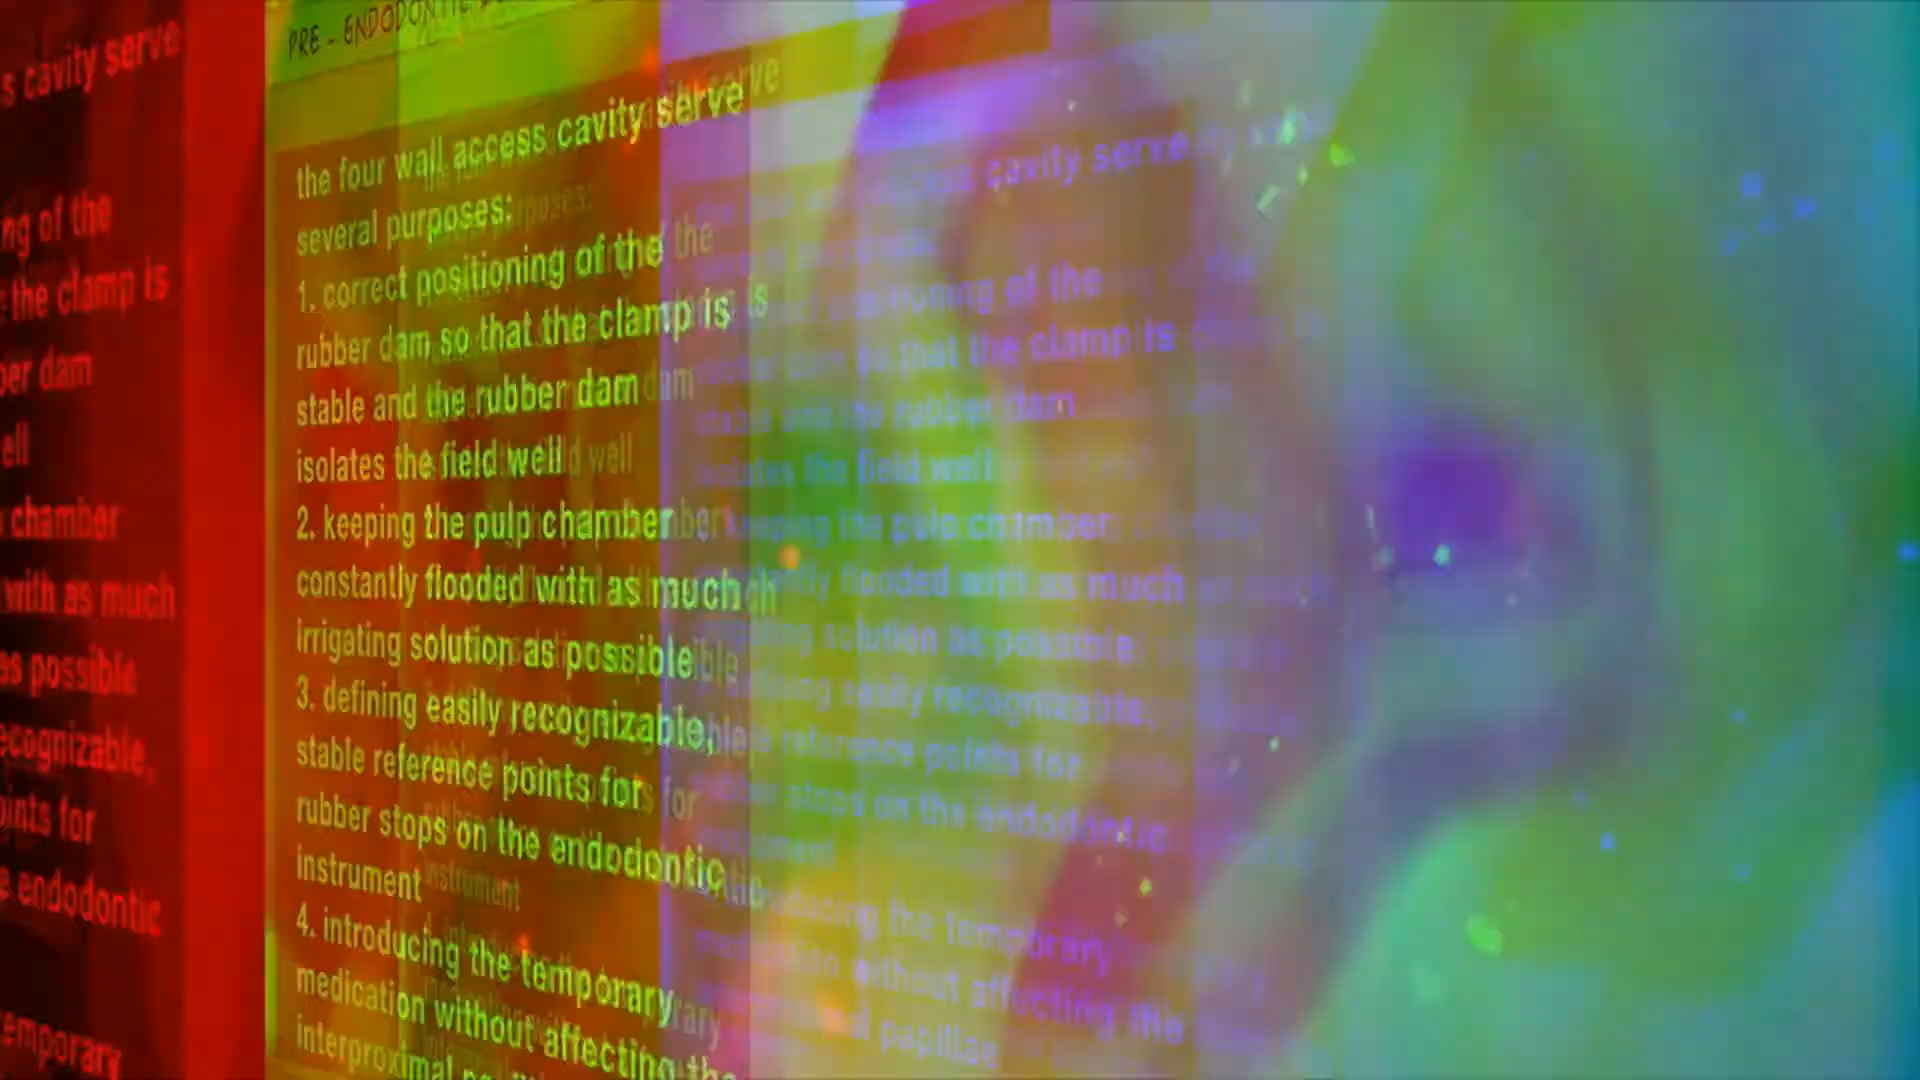 PRE - ENDODONTIC
the four wall access cavity serve
several purposes:
1. correct positioning of the
rubber dam so that the clamp is
stable and the rubber dam
isolates the field well
2. keeping the pulp chamber
constantly flooded with as much
irrigating solution as possible
3. defining easily recognizable,
stable reference points for
rubber stops on the endodontic
instrument
4. introducing the temporary
medication without affecting the
interproximal papillae